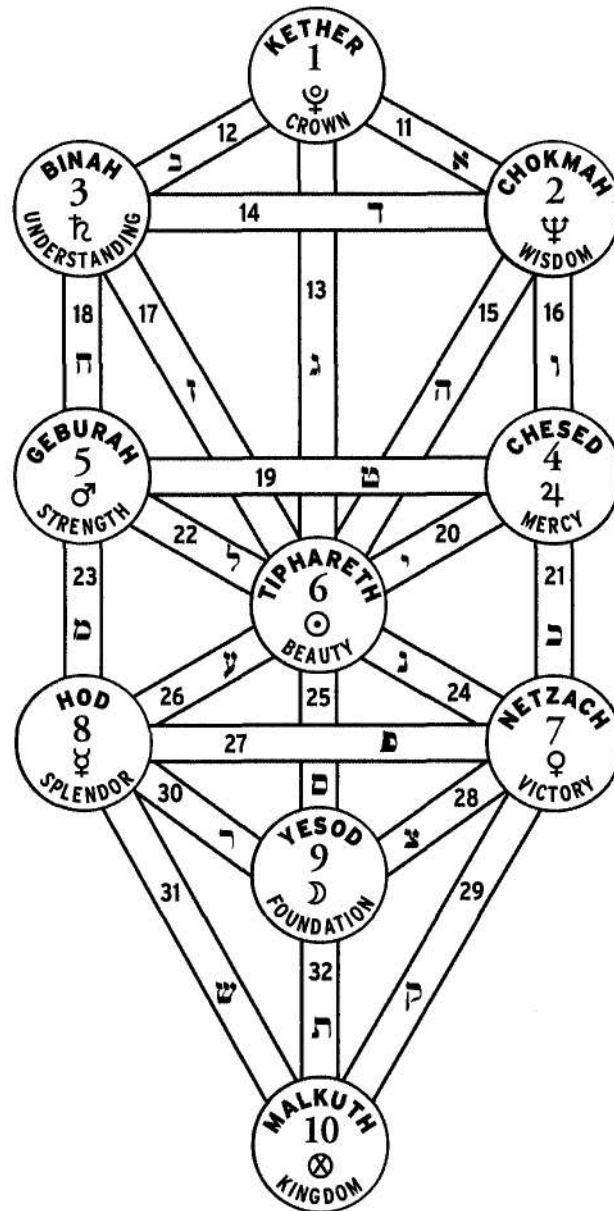 KETHER
1
♇
CROWN
12
11
ב
א
BINAH
3
♄
UNDERSTANDING
CHOKMAH
2
♆
WISDOM
14
ד
18
17
13
15
16
ח
ז
ג
ה
ו
GEBURAH
5
♂
STRENGTH
CHESED
4
♃
MERCY
19
ט
22
ל
20
י
23
21
מ
כ
TIPHARETH
6
☉
BEAUTY
26
ע
25
24
נ
HOD
8
☿
SPLENDOR
NETZACH
7
♀
VICTORY
27
פ
30
ר
ס
28
צ
YESOD
9
☽
FOUNDATION
31
29
32
ש
ת
ק
MALKUTH
10
⊗
KINGDOM